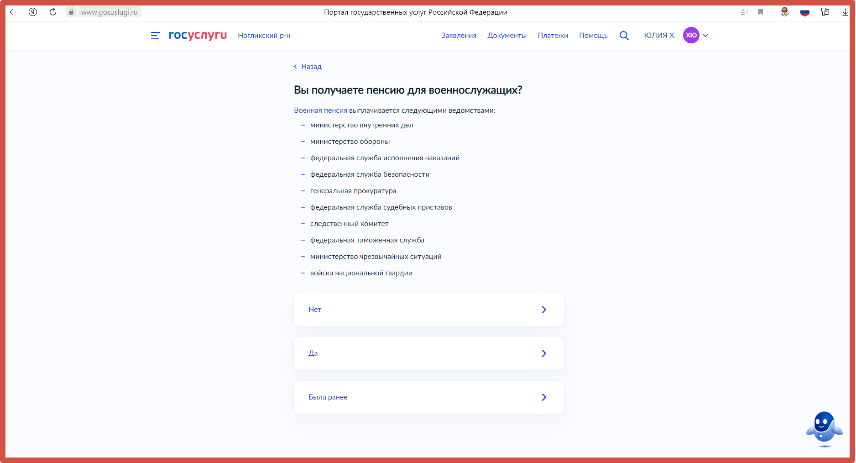 www.gosuslugi.ru
Портал государственных услуг Российской Федерации
госуслуги
Ногликский р-н
Заявления
Документы
Платежи
Помощь
ЮЛИЯ Х.
ХЮ
Назад
Вы получаете пенсию для военнослужащих?
Военная пенсия выплачивается следующими ведомствами:
– министерство внутренних дел
– министерство обороны
– федеральная служба исполнения наказаний
– федеральная служба безопасности
– генеральная прокуратура
– федеральная служба судебных приставов
– следственный комитет
– федеральная таможенная служба
– министерство чрезвычайных ситуаций
– войска национальной гвардии
Нет
Да
Была ранее